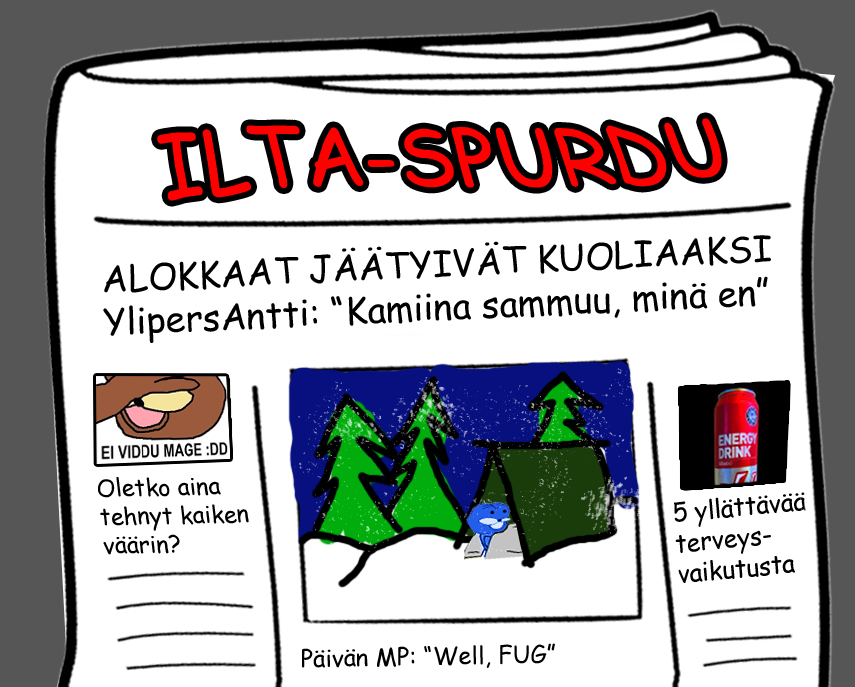 ILTA-SPURDU
ALOKKAAT JÄÄTYIVÄT KUOLIAAKSI
YlipersAntti: “Kamiina sammuu, minä en”
EI VIDDU MAGE :DD
Oletko aina
tehnyt kaiken
väärin?
ENERGY
DRINK
5 yllättävää
terveys-
vaikutusta
Päivän MP: “Well, FUG”